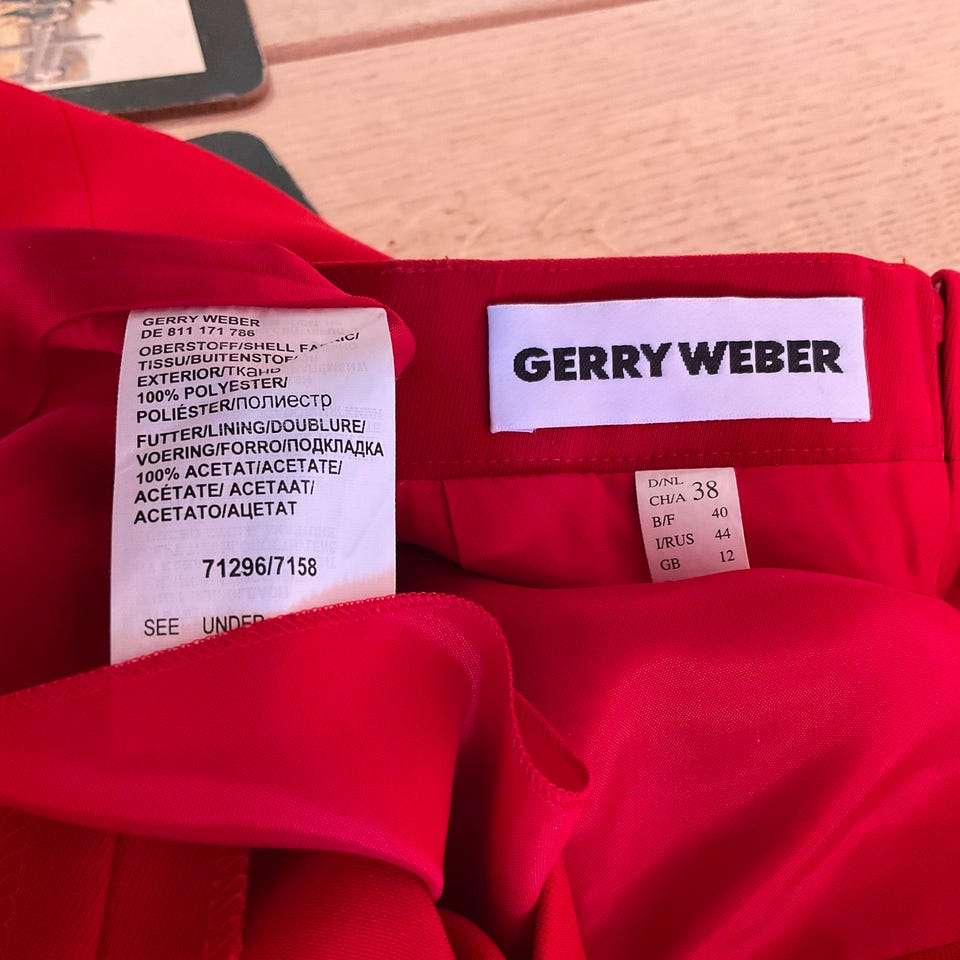 GERRY WEBER
DE 811 171 786
OBERSTOFF/SHELL
TISSU/BUITENSTOF/
EXTERIOR/ткань
100% POLYESTER/
POLIÉSTER/полиестр
FUTTER/LINING/DOUBLURE/
VOERING/FORRO/ПОДКЛАДКА
100% ACETAT/ACETATE/
ACÉTATE/ ACETAAT/
ACETATO/АЦЕТАТ
71296/7158
SEE UNDER
GERRY WEBER
D/NL
CH/A 38
B/F 40
I/RUS 44
GB 12